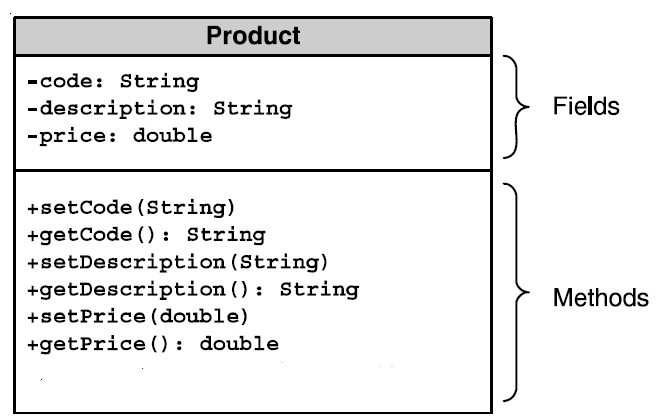 Product
-code: String
-description: String
-price: double
Fields
+setCode(String)
+getCode(): String
+setDescription(String)
+getDescription(): String
+setPrice(double)
+getPrice(): double
Methods